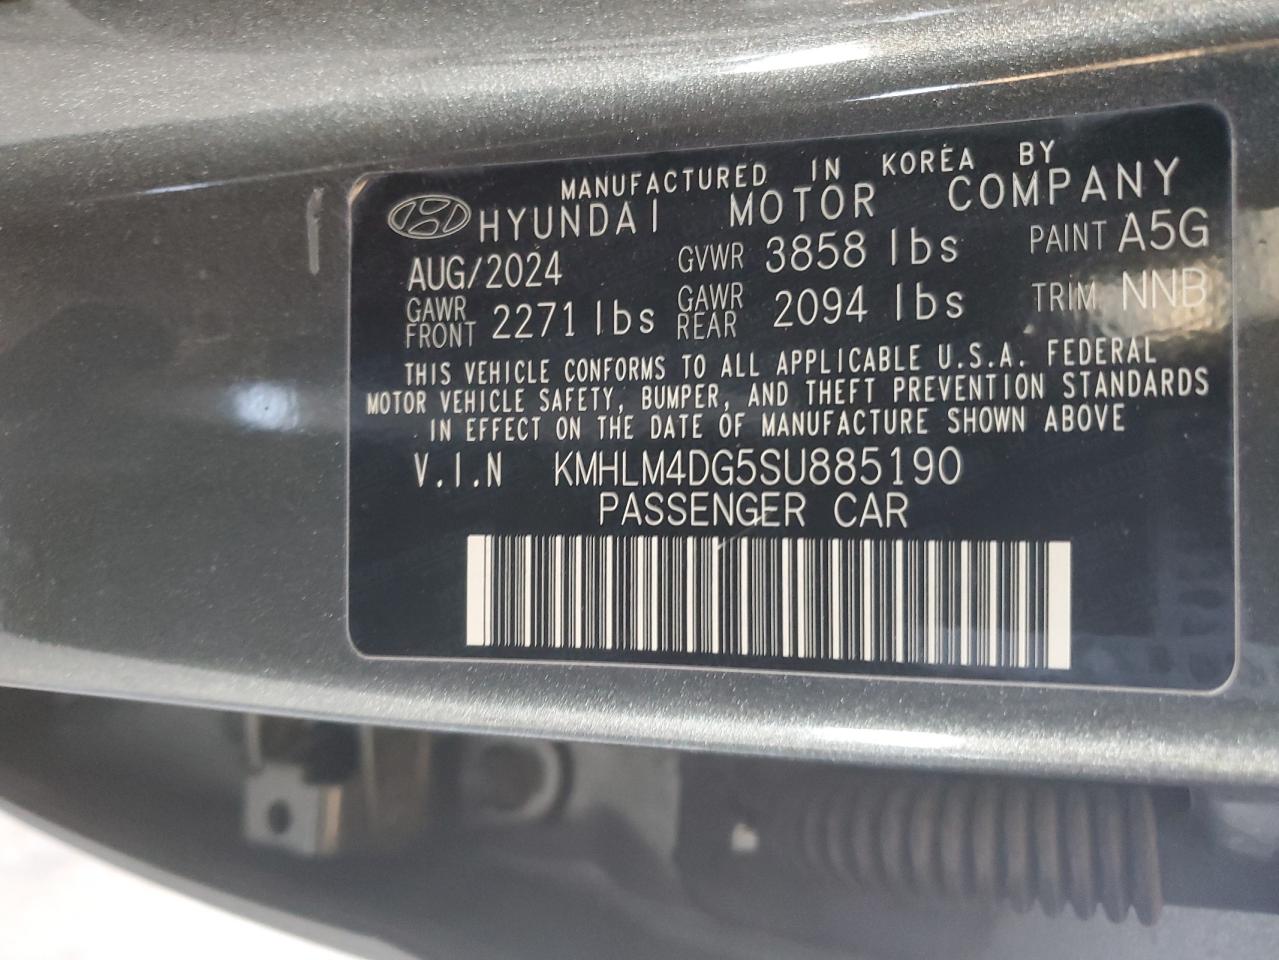 MANUFACTURED IN KOREA BY
HYUNDAI MOTOR COMPANY
AUG/2024 GVWR 3858 lbs PAINT A5G
GAWR FRONT 2271 lbs GAWR REAR 2094 lbs TRIM NNB
THIS VEHICLE CONFORMS TO ALL APPLICABLE U.S.A. FEDERAL
MOTOR VEHICLE SAFETY, BUMPER, AND THEFT PREVENTION STANDARDS
IN EFFECT ON THE DATE OF MANUFACTURE SHOWN ABOVE
V.I.N KMHLM4DG5SU885190
PASSENGER CAR